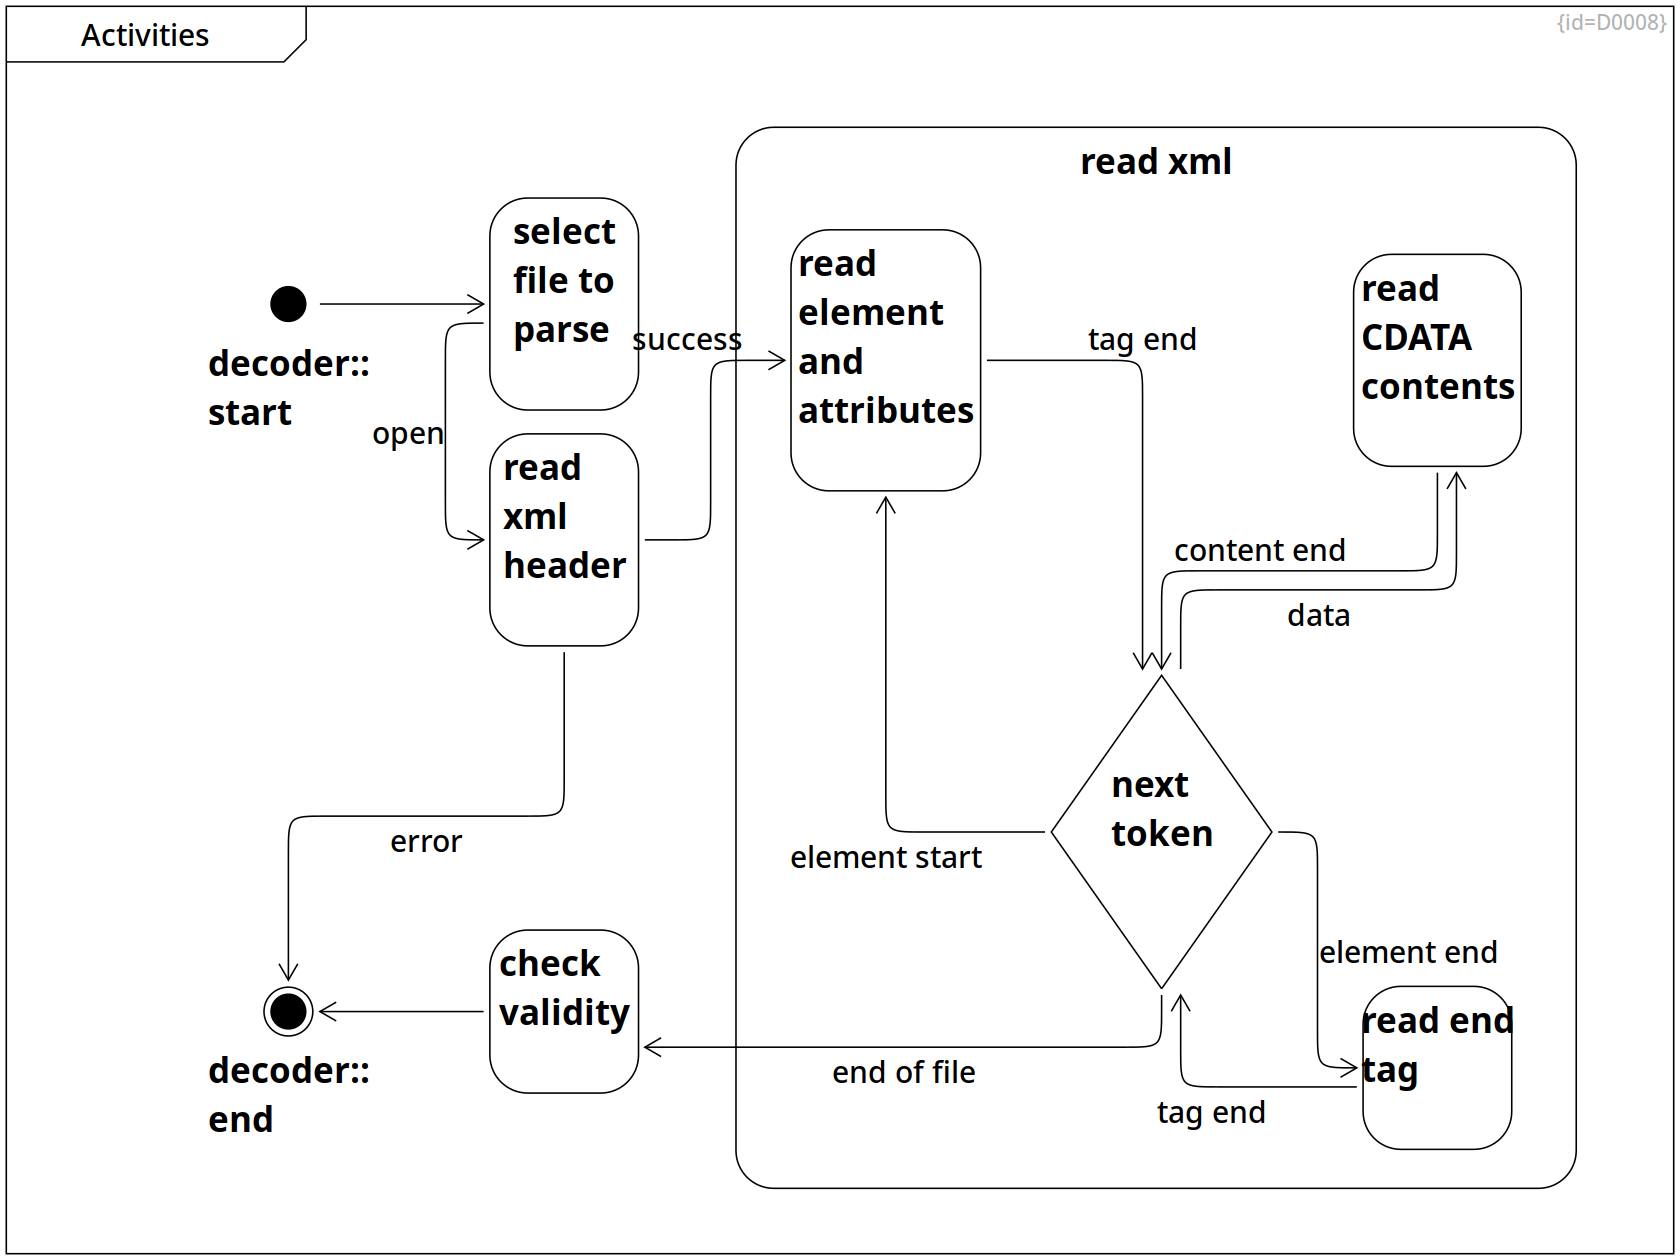 Activities
{id=D0008}
read xml
select
file to
parse
read
element
and
attributes
read
CDATA
contents
success
tag end
decoder::
start
open
read
xml
header
content end
data
next
token
error
element start
element end
check
validity
read end
tag
end of file
tag end
decoder::
end